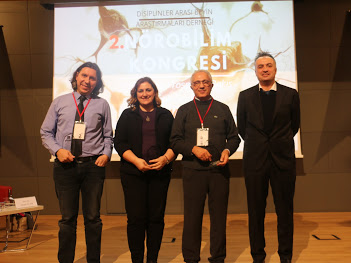 DİSİPLİNLER ARASI BEYİN
ARAŞTIRMALARI DERNEĞİ
2.NÖROBİLİM
KONGRESİ